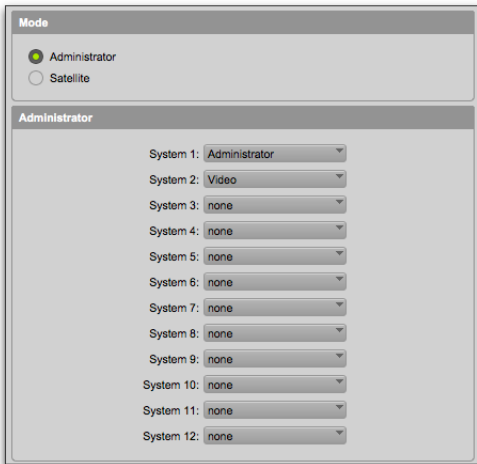 Mode
Administrator
Satellite
Administrator
System 1: Administrator
System 2: Video
System 3: none
System 4: none
System 5: none
System 6: none
System 7: none
System 8: none
System 9: none
System 10: none
System 11: none
System 12: none